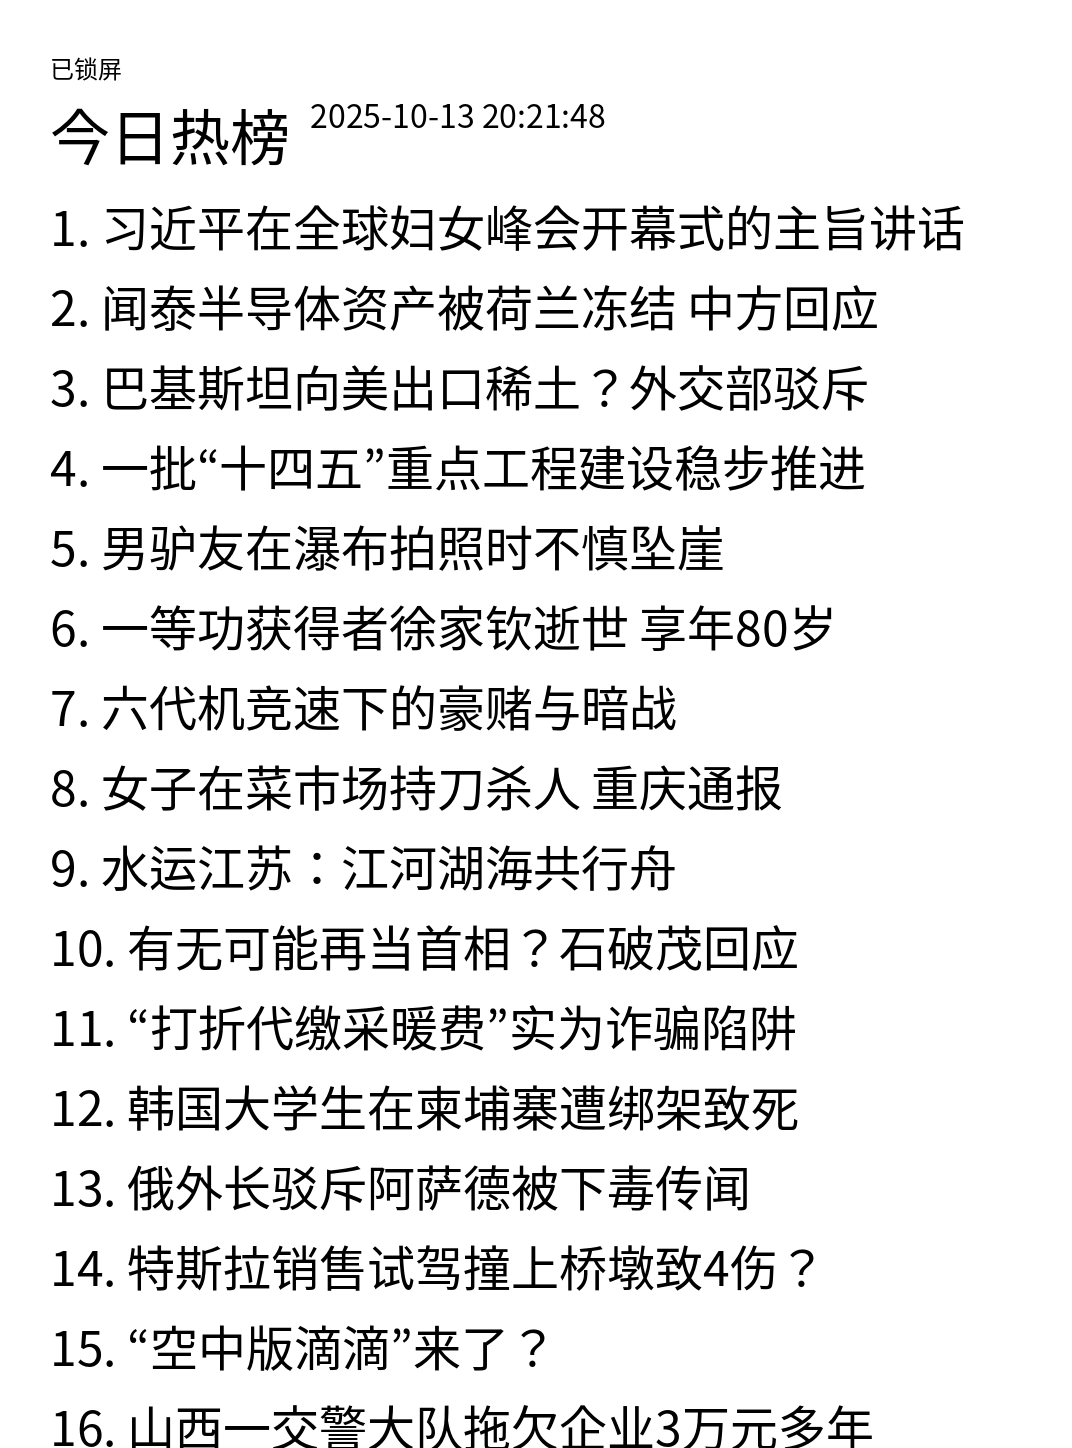 已锁屏
今日热榜 2025-10-13 20:21:48
1. 习近平在全球妇女峰会开幕式的主旨讲话
2. 闻泰半导体资产被荷兰冻结 中方回应
3. 巴基斯坦向美出口稀土？外交部驳斥
4. 一批“十四五”重点工程建设稳步推进
5. 男驴友在瀑布拍照时不慎坠崖
6. 一等功获得者徐家钦逝世 享年80岁
7. 六代机竞速下的豪赌与暗战
8. 女子在菜市场持刀杀人 重庆通报
9. 水运江苏：江河湖海共行舟
10. 有无可能再当首相？石破茂回应
11. “打折代缴采暖费”实为诈骗陷阱
12. 韩国大学生在柬埔寨遭绑架致死
13. 俄外长驳斥阿萨德被下毒传闻
14. 特斯拉销售试驾撞上桥墩致4伤？
15. “空中版滴滴”来了？
16. 山西一交警大队拖欠企业3万元多年